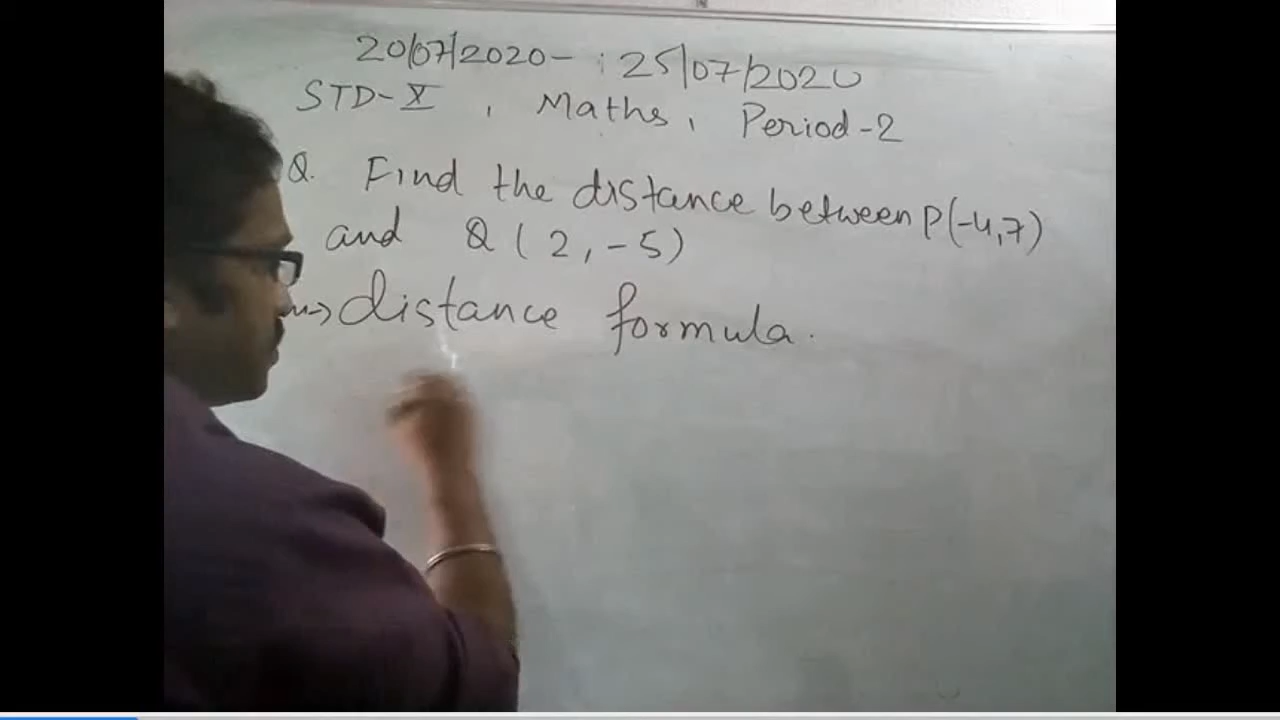 20/07/2020 - : 25/07/2020
STD-X, Maths, Period-2
Q. Find the distance between P(-4,7)
and Q(2,-5)
distance formula.